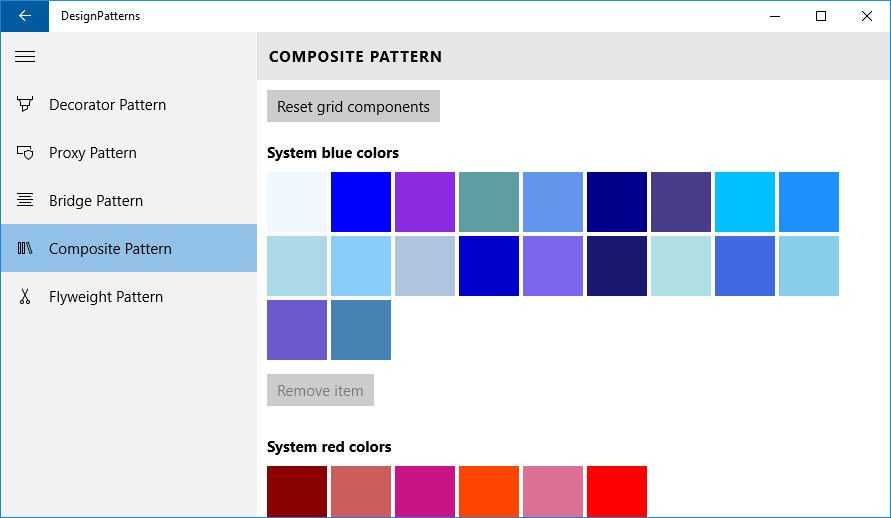 DesignPatterns
COMPOSITE PATTERN
Decorator Pattern
Proxy Pattern
Bridge Pattern
Composite Pattern
Flyweight Pattern
Reset grid components
System blue colors
Remove item
System red colors